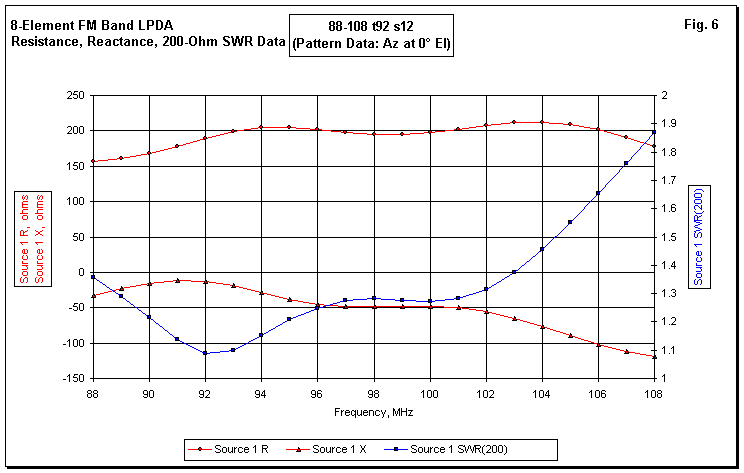 8-Element FM Band LPDA
Resistance, Reactance, 200-Ohm SWR Data
88-108 t92 s12
(Pattern Data: Az at 0° El)
Fig. 6
250
200
150
100
50
0
-50
-100
-150
Source 1 R, ohms
Source 1 X, ohms
2
1.9
1.8
1.7
1.6
1.5
1.4
1.3
1.2
1.1
1
Source 1 SWR(200)
88 90 92 94 96 98 100 102 104 106 108
Frequency, MHz
Source 1 R Source 1 X Source 1 SWR(200)